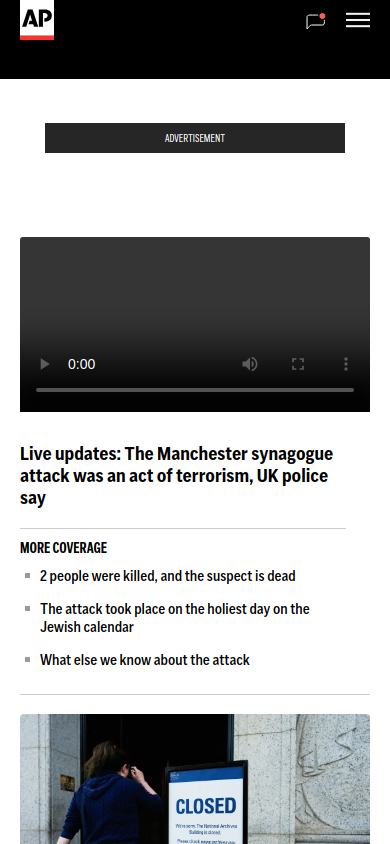 AP
ADVERTISEMENT
0:00
Live updates: The Manchester synagogue
attack was an act of terrorism, UK police
say
MORE COVERAGE
2 people were killed, and the suspect is dead
The attack took place on the holiest day on the
Jewish calendar
What else we know about the attack
CLOSED
We're sorry, The National Archives
Building is closed.